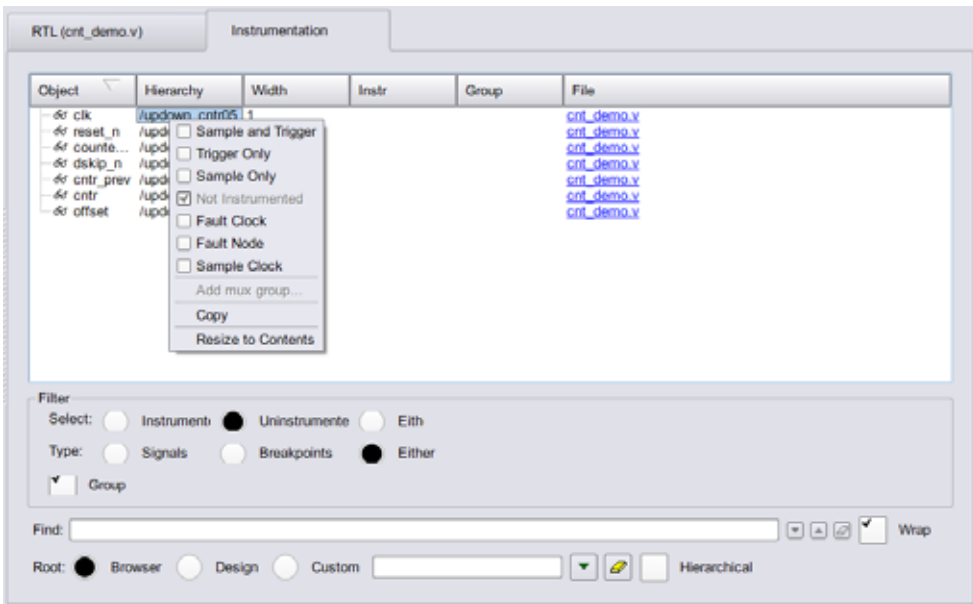 RTL (cnt_demo.v) Instrumentation
Object Hierarchy Width Instr Group File
clk /updown_cntr05 1 cnt_demo.v
reset_n /upd cnt_demo.v
counte... /upd cnt_demo.v
dskip_n /upd cnt_demo.v
cntr_prev /upd cnt_demo.v
cntr /upd cnt_demo.v
offset /upd cnt_demo.v
Sample and Trigger
Trigger Only
Sample Only
Not Instrumented
Fault Clock
Fault Node
Sample Clock
Add mux group...
Copy
Resize to Contents
Filter
Select: Instrument Uninstrumente Eith
Type: Signals Breakpoints Either
Group
Find: Wrap
Root: Browser Design Custom Hierarchical